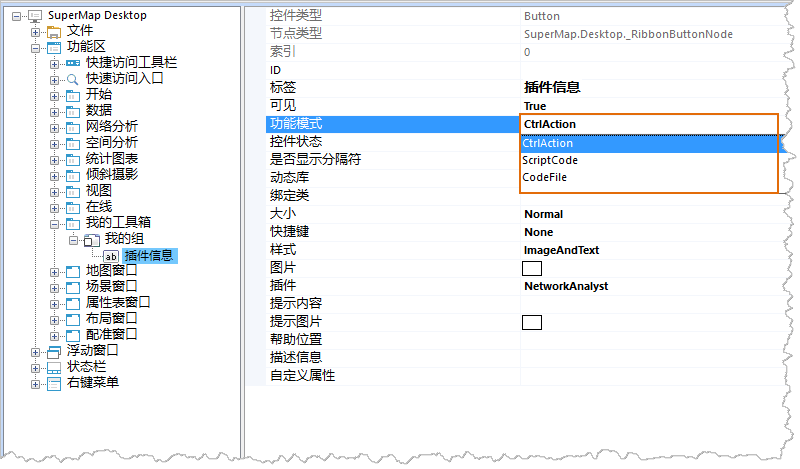 SuperMap Desktop
文件
功能区
快捷访问工具栏
快速访问入口
开始
数据
网络分析
空间分析
统计图表
倾斜摄影
视图
在线
我的工具箱
我的组
ab 插件信息
地图窗口
场景窗口
属性表窗口
布局窗口
配准窗口
浮动窗口
状态栏
右键菜单
控件类型 Button
节点类型 SuperMap.Desktop._RibbonButtonNode
索引 0
ID
标签 插件信息
可见 True
功能模式 CtrlAction
控件状态 CtrlAction
是否显示分隔符 ScriptCode
动态库 CodeFile
绑定类
大小 Normal
快捷键 None
样式 ImageAndText
图片
插件 NetworkAnalyst
提示内容
提示图片
帮助位置
描述信息
自定义属性